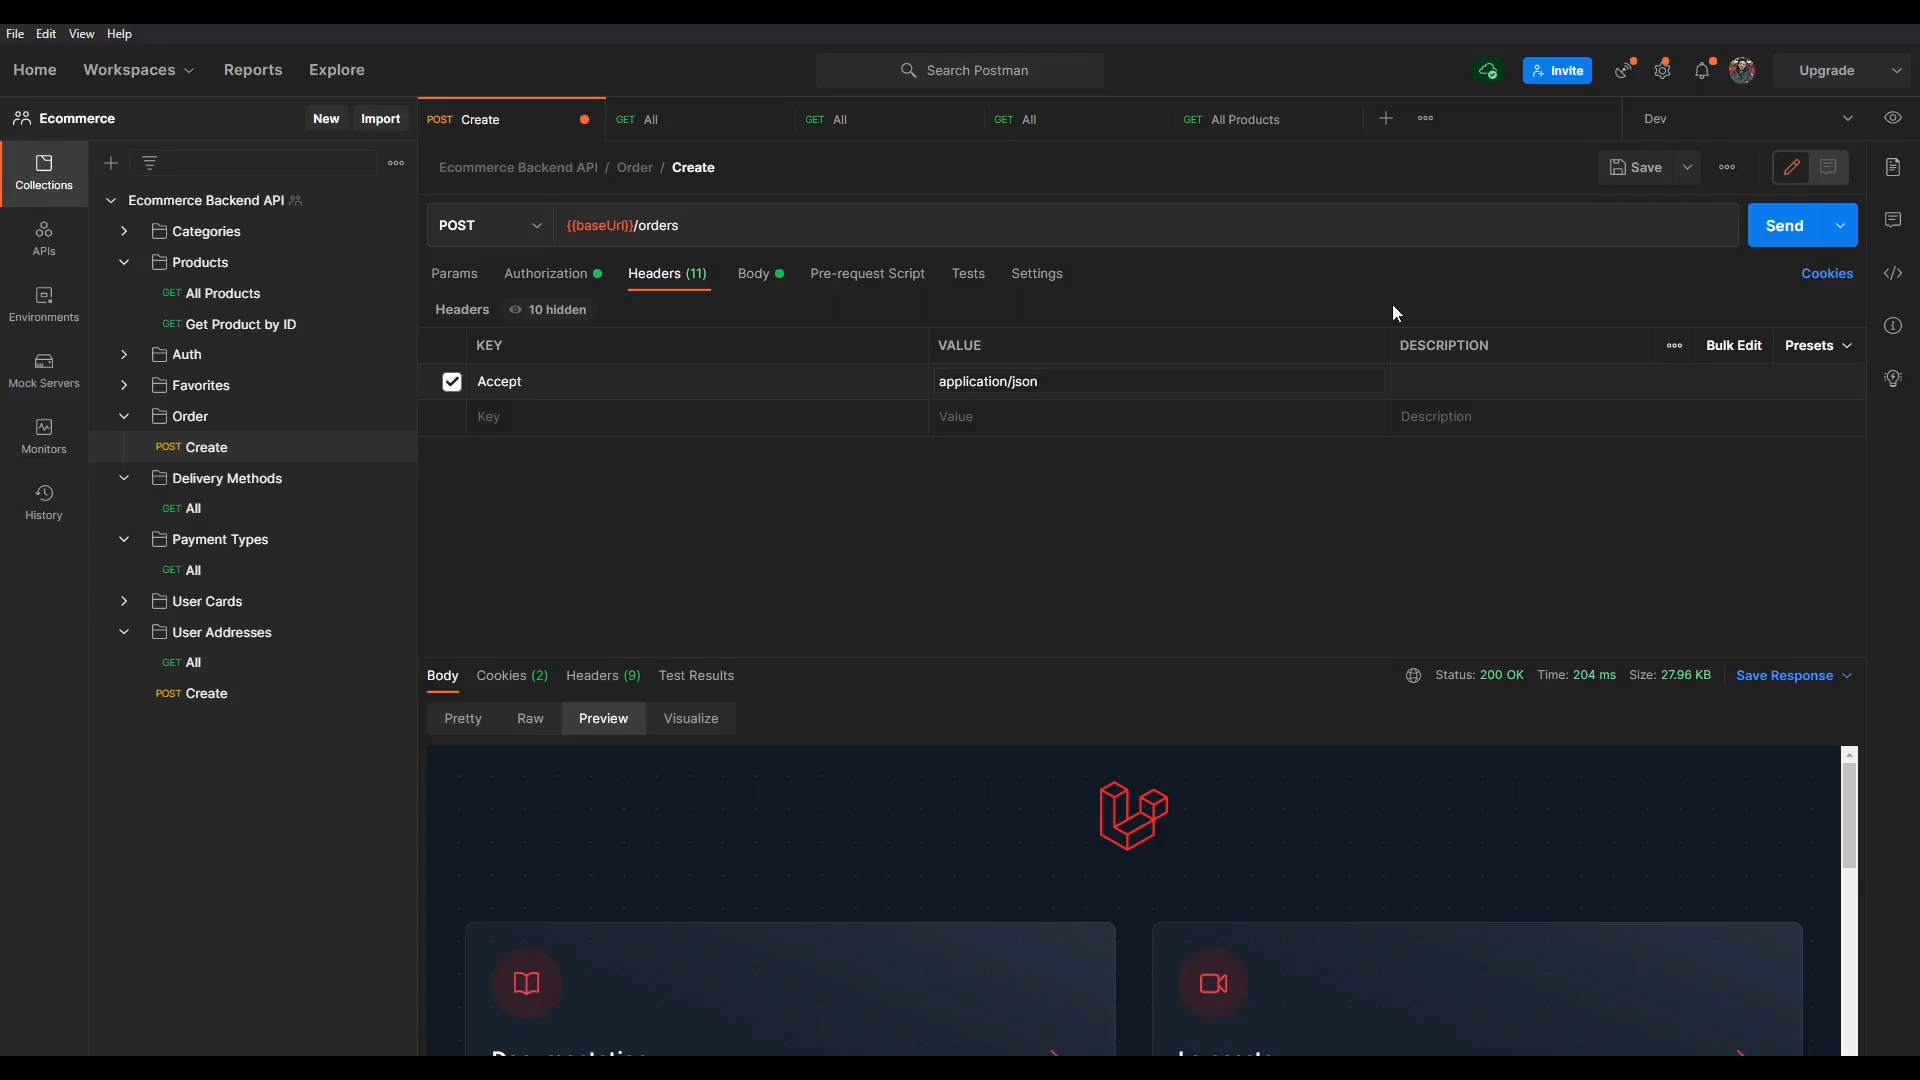 File Edit View Help
Home Workspaces Reports Explore Search Postman Invite Upgrade
Ecommerce New Import POST Create GET All GET All GET All GET All Products Dev
Collections
APIs
Environments
Mock Servers
Monitors
History
Ecommerce Backend API
Categories
Products
GET All Products
GET Get Product by ID
Auth
Favorites
Order
POST Create
Delivery Methods
GET All
Payment Types
GET All
User Cards
User Addresses
GET All
POST Create
Ecommerce Backend API / Order / Create Save
POST {{baseUrl}}/orders Send
Params Authorization Headers (11) Body Pre-request Script Tests Settings Cookies
Headers 10 hidden
KEY VALUE DESCRIPTION Bulk Edit Presets
Accept application/json
Key Value Description
Body Cookies (2) Headers (9) Test Results Status: 200 OK Time: 204 ms Size: 27.96 KB Save Response
Pretty Raw Preview Visualize